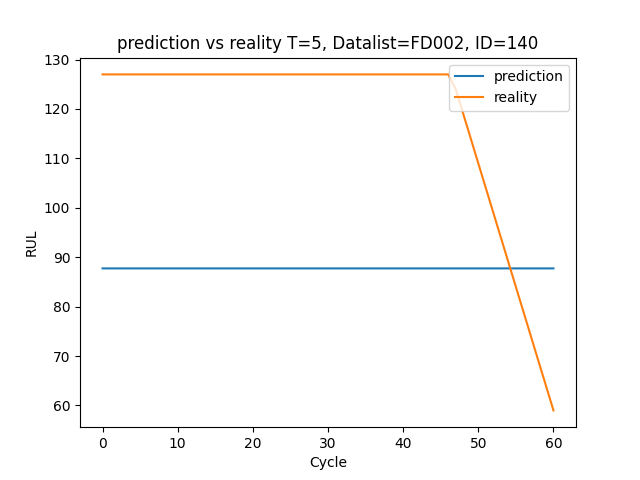 prediction vs reality T=5, Datalist=FD002, ID=140
130
120
110
100
90
80
70
60
RUL
prediction
reality
0 10 20 30 40 50 60
Cycle